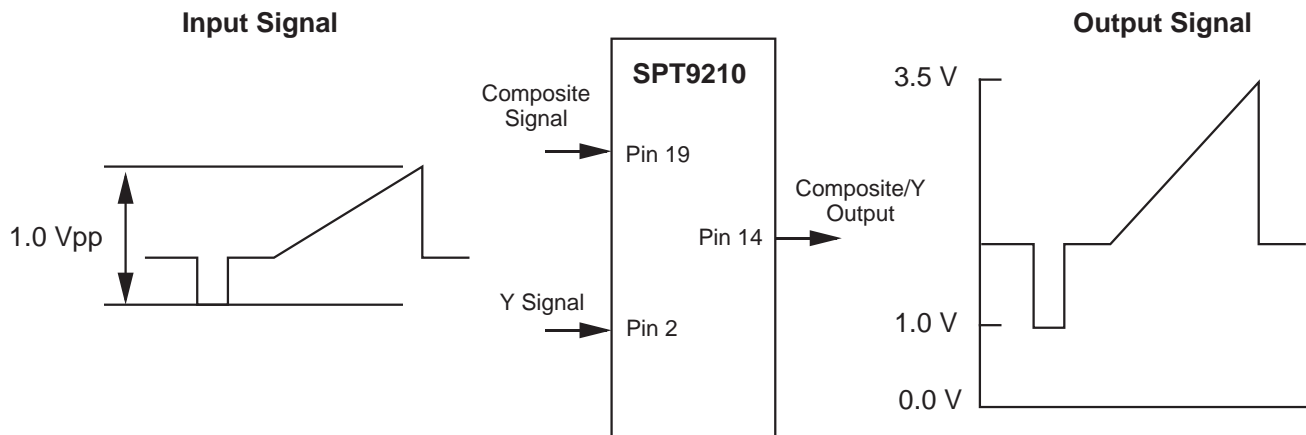 Input Signal
Output Signal
SPT9210
3.5 V
Composite
Signal
Pin 19
1.0 Vpp
Composite/Y
Output
Pin 14
Y Signal
Pin 2
1.0 V
0.0 V